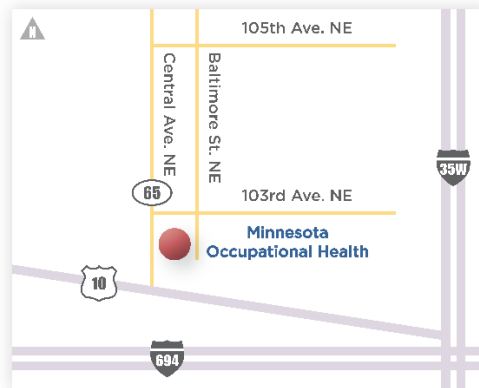 N
105th Ave. NE
Central Ave. NE
Baltimore St. NE
35W
65
103rd Ave. NE
Minnesota
Occupational Health
10
694